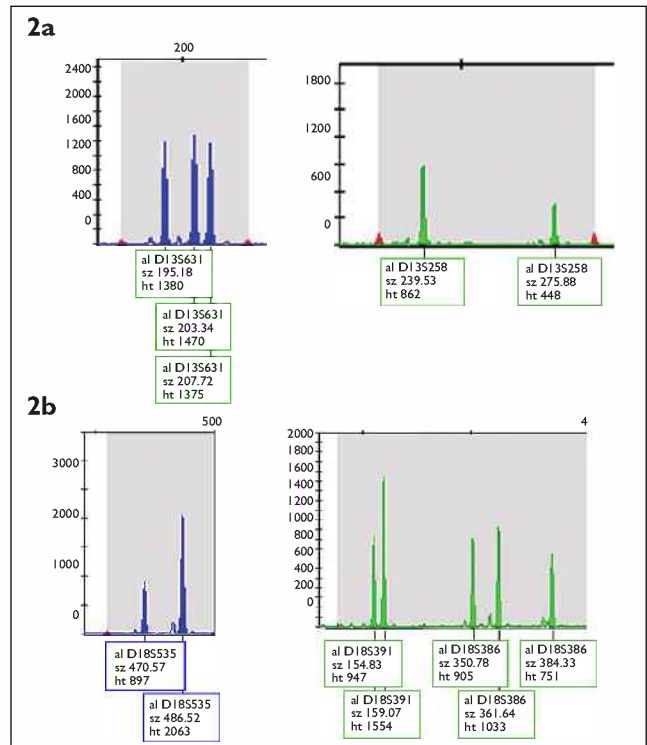 2a
200
2400
2000
1600
1200
800
400
0
al D13S631
sz 195.18
ht 1380
al D13S631
sz 203.34
ht 1470
al D13S631
sz 207.72
ht 1375
1800
1200
600
0
al D13S258
sz 239.53
ht 862
al D13S258
sz 275.88
ht 448
2b
500
3000
2000
1000
0
al D18S535
sz 470.57
ht 897
al D18S535
sz 486.52
ht 2063
4
2000
1800
1600
1400
1200
1000
800
600
400
200
0
al D18S391
sz 154.83
ht 947
al D18S391
sz 159.07
ht 1554
al D18S386
sz 350.78
ht 905
al D18S386
sz 361.64
ht 1033
al D18S386
sz 384.33
ht 751